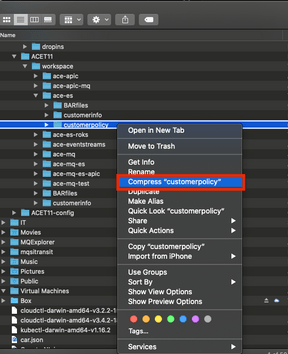 Name
dropins
ACET11
workspace
ace-apic
ace-apic-mq
ace-es
BARfiles
customerinfo
customerpolicy
ace-es-roks
ace-eventstreams
ace-mq
ace-mq-es
ace-mq-es-apic
ace-mq-test
BARfiles
customerinfo
ACET11-config
IT
Movies
MQExplorer
mqsitransit
Music
Pictures
Public
Virtual Machines
Box
cloudctl-darwin-amd64-v3.2.2-1
cloudctl-darwin-amd64-v3.2.4-
kubectl-darwin-amd64-v1.16.2
car.json
Open in New Tab
Move to Trash
Get Info
Rename
Compress "customerpolicy"
Duplicate
Make Alias
Quick Look "customerpolicy"
Share
Quick Actions
Copy "customerpolicy"
Import from iPhone
Use Groups
Sort By
Show View Options
Show Preview Options
Tags...
Services